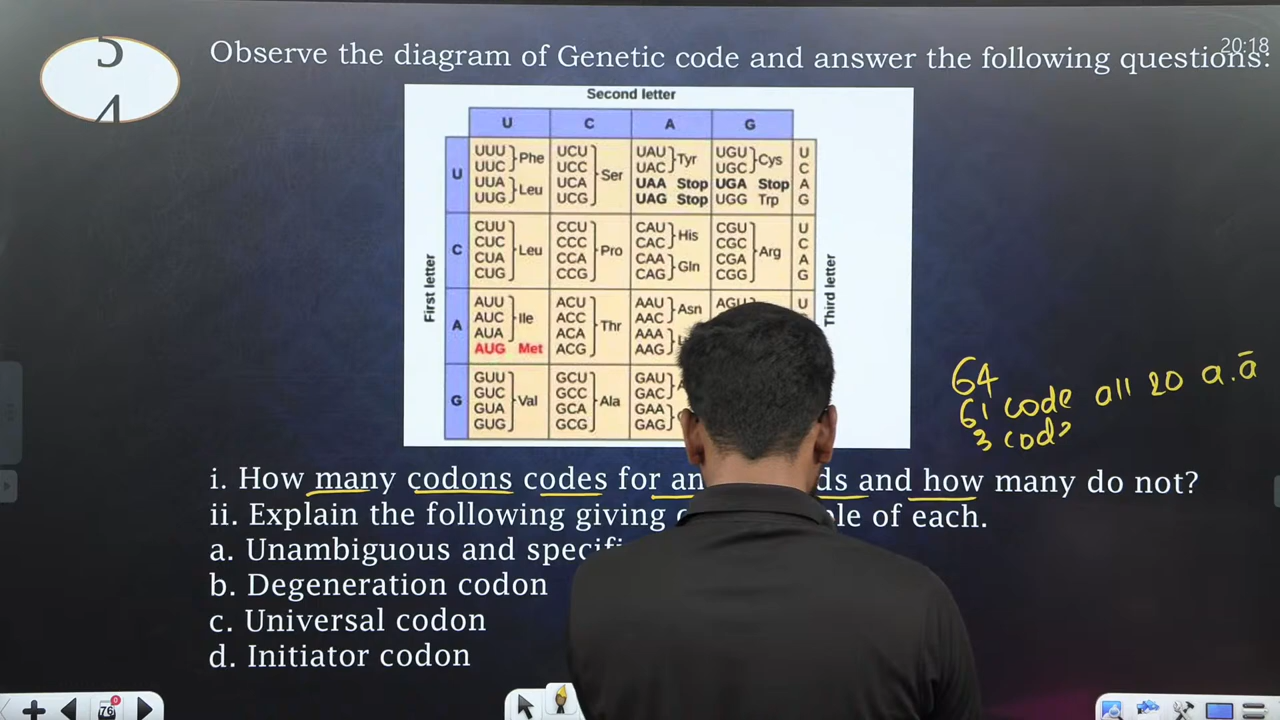 5
4
Observe the diagram of Genetic code and answer the following questions:
20:18
Second letter
U C A G
First letter
Third letter
U
UUU UUC Phe
UUA UUG Leu
UCU UCC UCA UCG Ser
UAU UAC Tyr
UAA Stop
UAG Stop
UGU UGC Cys
UGA Stop
UGG Trp
U C A G
C
CUU CUC CUA CUG Leu
CCU CCC CCA CCG Pro
CAU CAC His
CAA CAG Gln
CGU CGC CGA CGG Arg
U C A G
A
AUU AUC AUA Ile
AUG Met
ACU ACC ACA ACG Thr
AAU AAC Asn
AAA AAG
AGU
U
G
GUU GUC GUA GUG Val
GCU GCC GCA GCG Ala
GAU GAC
GAA GAG
64
61 code all 20 a.a
3 cod
i. How many codons codes for and how many do not?
ii. Explain the following giving of each.
a. Unambiguous and
b. Degeneration codon
c. Universal codon
d. Initiator codon
76